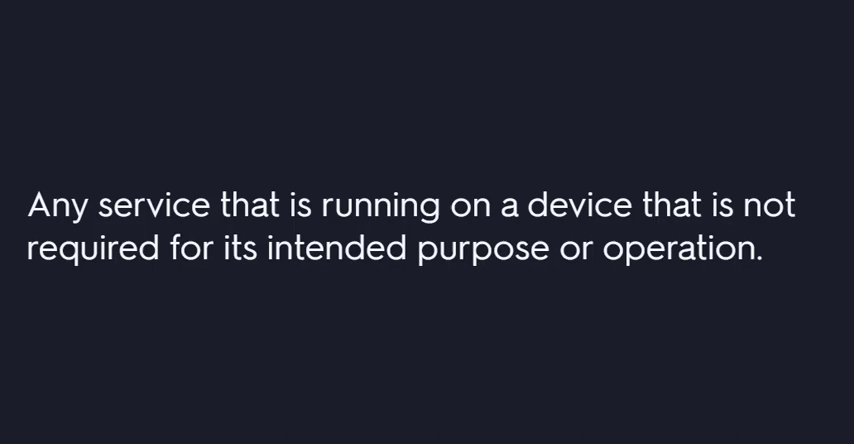 Any service that is running on a device that is not
required for its intended purpose or operation.